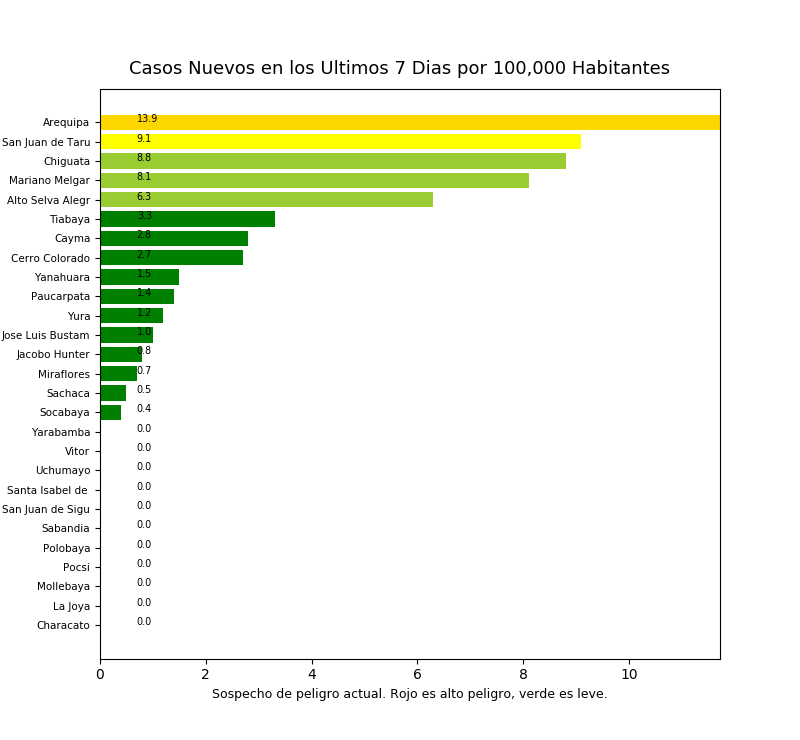 Casos Nuevos en los Ultimos 7 Dias por 100,000 Habitantes
Arequipa 13.9
San Juan de Taru 9.1
Chiguata 8.8
Mariano Melgar 8.1
Alto Selva Alegr 6.3
Tiabaya 3.3
Cayma 2.8
Cerro Colorado 2.7
Yanahuara 1.5
Paucarpata 1.4
Yura 1.2
Jose Luis Bustam 1.0
Jacobo Hunter 0.8
Miraflores 0.7
Sachaca 0.5
Socabaya 0.4
Yarabamba 0.0
Vitor 0.0
Uchumayo 0.0
Santa Isabel de 0.0
San Juan de Sigu 0.0
Sabandia 0.0
Polobaya 0.0
Pocsi 0.0
Mollebaya 0.0
La Joya 0.0
Characato 0.0
0 2 4 6 8 10
Sospecho de peligro actual. Rojo es alto peligro, verde es leve.